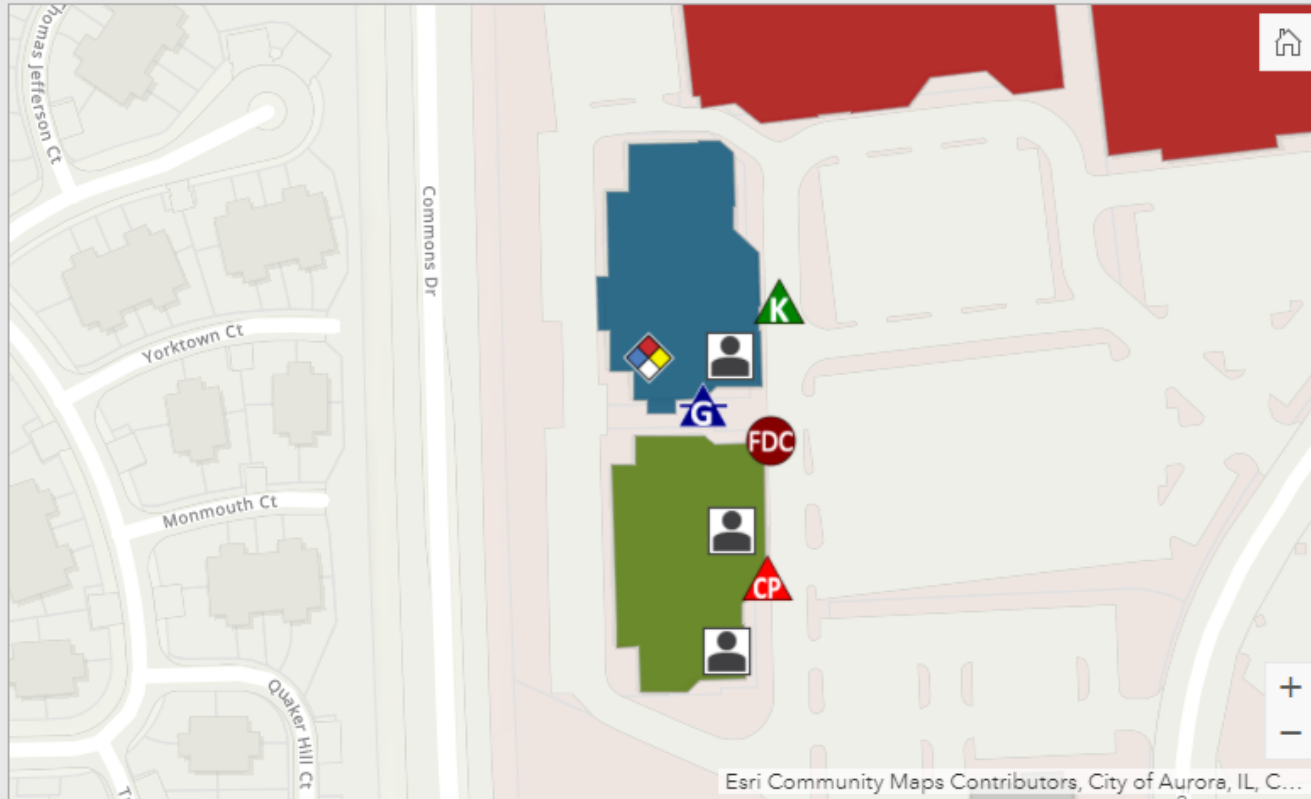 Thomas Jefferson Ct
Commons Dr
K
Yorktown Ct
G
FDC
Monmouth Ct
CP
Quaker Hill Ct
+
−
Esri Community Maps Contributors, City of Aurora, IL, C...